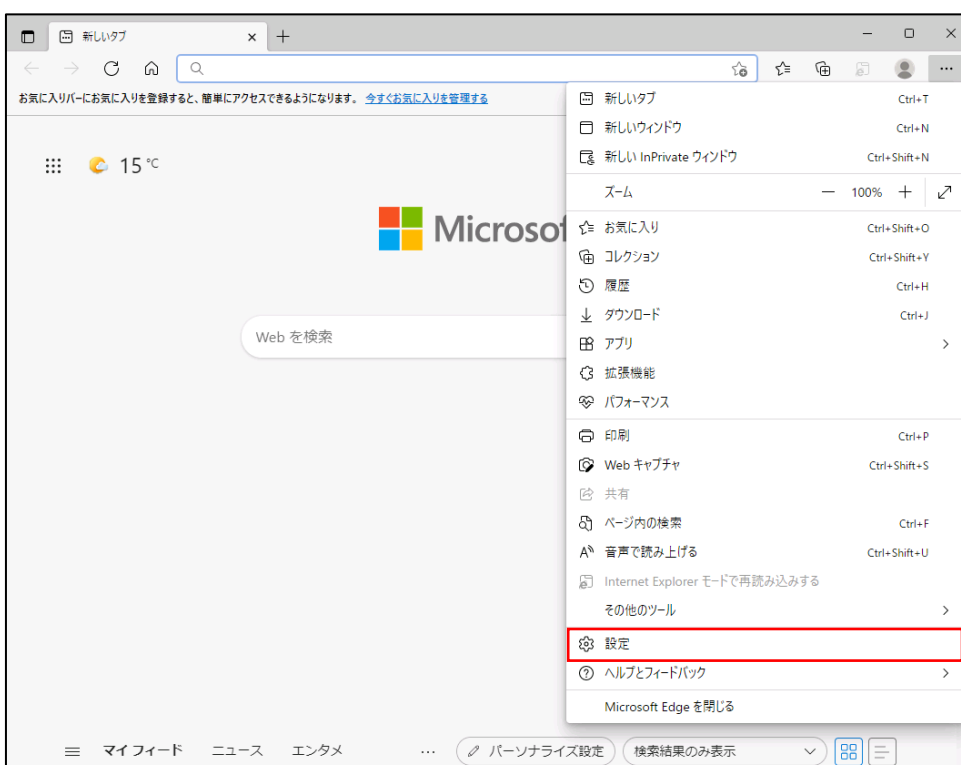 新しいタブ
お気に入りバーにお気に入りを登録すると、簡単にアクセスできるようになります。 今すぐお気に入りを管理する
15 °C
Microsof
Web を検索
新しいタブ Ctrl+T
新しいウィンドウ Ctrl+N
新しい InPrivate ウィンドウ Ctrl+Shift+N
ズーム 100%
お気に入り Ctrl+Shift+O
コレクション Ctrl+Shift+Y
履歴 Ctrl+H
ダウンロード Ctrl+J
アプリ
拡張機能
パフォーマンス
印刷 Ctrl+P
Web キャプチャ Ctrl+Shift+S
共有
ページ内の検索 Ctrl+F
音声で読み上げる Ctrl+Shift+U
Internet Explorer モードで再読み込みする
その他のツール
設定
ヘルプとフィードバック
Microsoft Edge を閉じる
マイ フィード ニュース エンタメ ... パーソナライズ設定 検索結果のみ表示